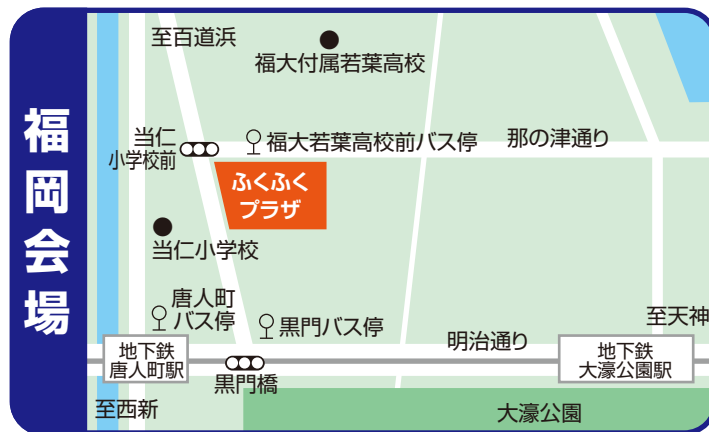 福岡会場
至百道浜
福大付属若葉高校
当仁
小学校前
福大若葉高校前バス停
那の津通り
ふくふく
プラザ
当仁小学校
唐人町
バス停
黒門バス停
明治通り
至天神
地下鉄
唐人町駅
黒門橋
地下鉄
大濠公園駅
至西新
大濠公園